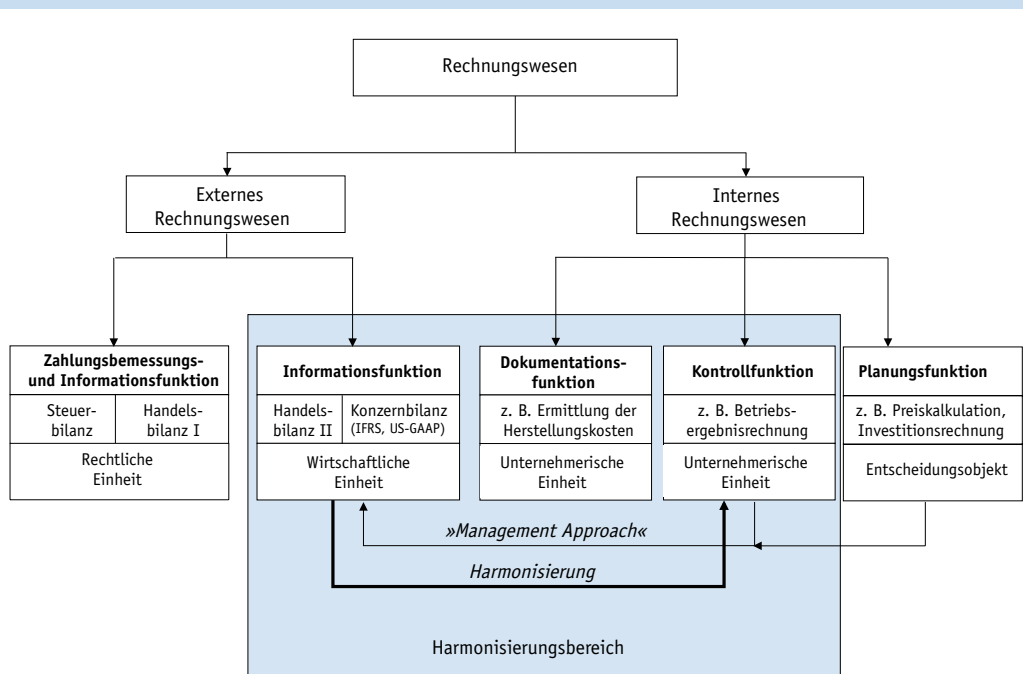 Rechnungswesen
Externes
Rechnungswesen
Internes
Rechnungswesen
Zahlungsbemessungs-
und Informationsfunktion
Steuer-
bilanz
Handels-
bilanz I
Rechtliche
Einheit
Informationsfunktion
Handels-
bilanz II
Konzernbilanz
(IFRS, US-GAAP)
Wirtschaftliche
Einheit
Dokumentations-
funktion
z. B. Ermittlung der
Herstellungskosten
Unternehmerische
Einheit
Kontrollfunktion
z. B. Betriebs-
ergebnisrechnung
Unternehmerische
Einheit
Planungsfunktion
z. B. Preiskalkulation,
Investitionsrechnung
Entscheidungsobjekt
»Management Approach«
Harmonisierung
Harmonisierungsbereich